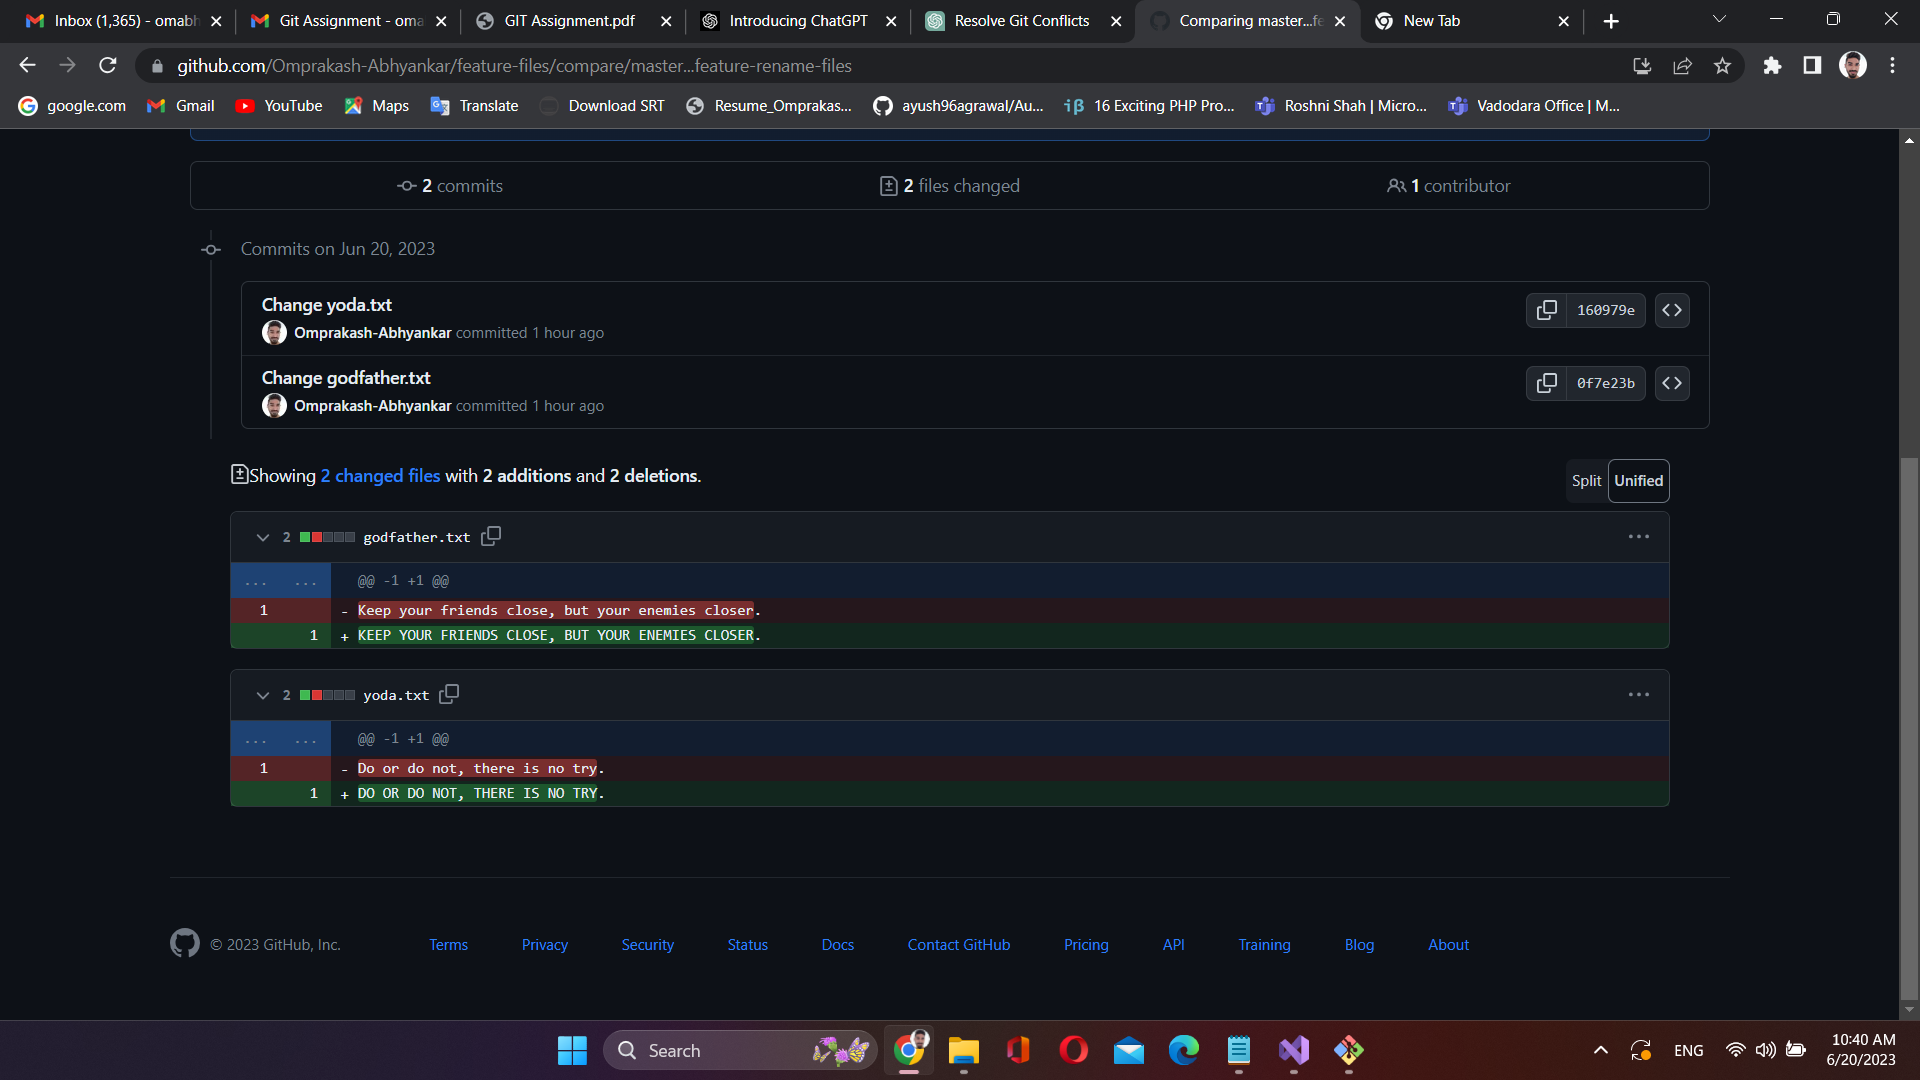 Inbox (1,365) - omabh
Git Assignment - oma
GIT Assignment.pdf
Introducing ChatGPT
Resolve Git Conflicts
Comparing master...fe
New Tab
github.com/Omprakash-Abhyankar/feature-files/compare/master...feature-rename-files
google.com
Gmail
YouTube
Maps
Translate
Download SRT
Resume_Omprakas...
ayush96agrawal/Au...
iβ 16 Exciting PHP Pro...
Roshni Shah | Micro...
Vadodara Office | M...
2 commits
2 files changed
1 contributor
Commits on Jun 20, 2023
Change yoda.txt
160979e
Omprakash-Abhyankar committed 1 hour ago
Change godfather.txt
0f7e23b
Omprakash-Abhyankar committed 1 hour ago
Showing 2 changed files with 2 additions and 2 deletions.
Split
Unified
2 godfather.txt
... ... @@ -1 +1 @@
1 - Keep your friends close, but your enemies closer.
1 + KEEP YOUR FRIENDS CLOSE, BUT YOUR ENEMIES CLOSER.
2 yoda.txt
... ... @@ -1 +1 @@
1 - Do or do not, there is no try.
1 + DO OR DO NOT, THERE IS NO TRY.
© 2023 GitHub, Inc.
Terms
Privacy
Security
Status
Docs
Contact GitHub
Pricing
API
Training
Blog
About
Search
ENG
10:40 AM
6/20/2023